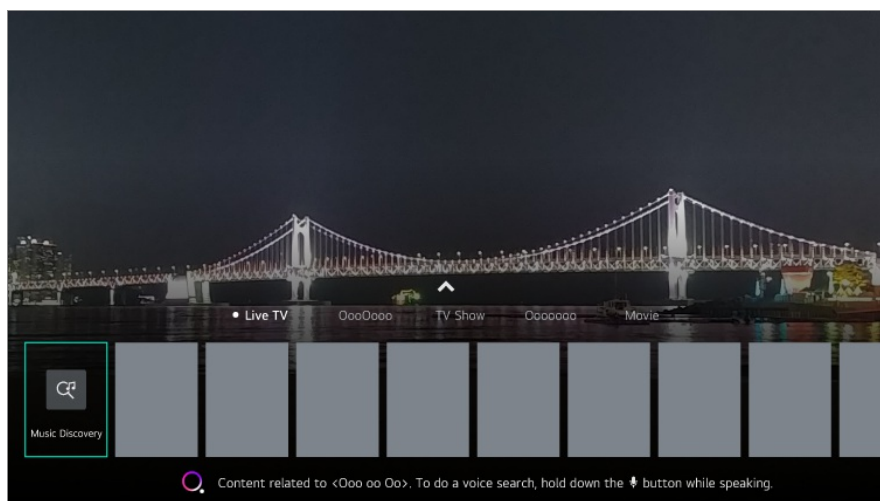 Live TV OooOooo TV Show Ooooooo Movie
Music Discovery
Content related to <Ooo oo Oo>. To do a voice search, hold down the button while speaking.